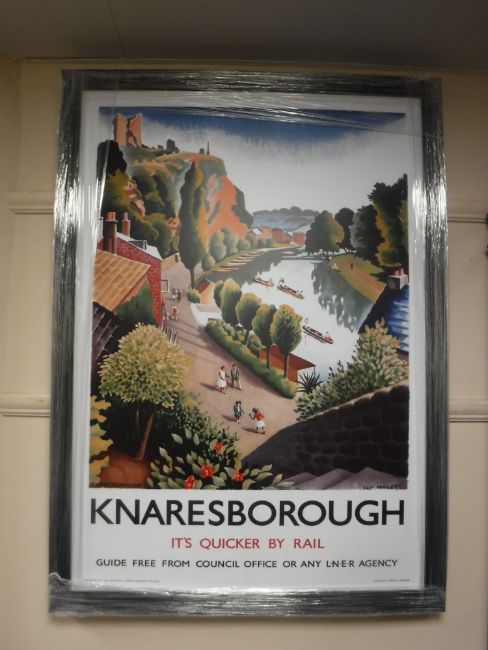 KNARESBOROUGH
IT'S QUICKER BY RAIL
GUIDE FREE FROM COUNCIL OFFICE OR ANY L·N·E·R AGENCY